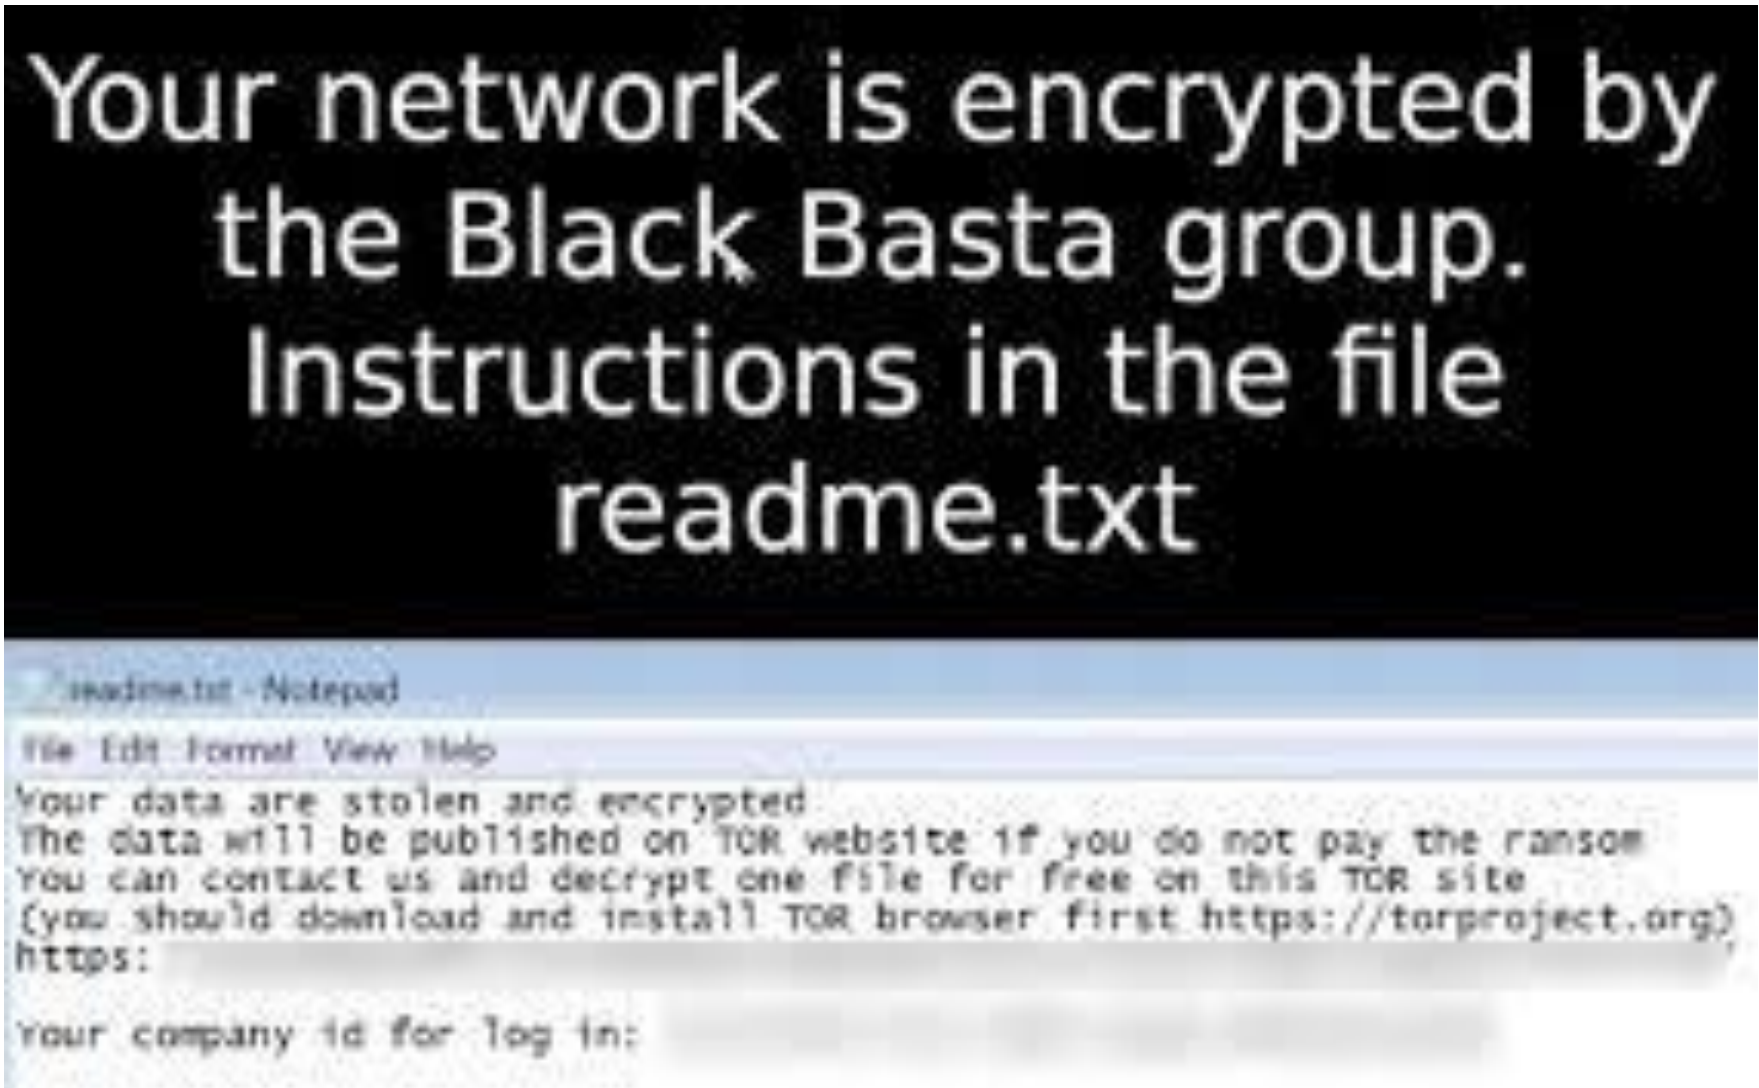 Your network is encrypted by
the Black Basta group.
Instructions in the file
readme.txt
readme.txt - Notepad
File Edit Format View Help
Your data are stolen and encrypted
The data will be published on TOR website if you do not pay the ransom
You can contact us and decrypt one file for free on this TOR site
(you should download and install TOR browser first https://torproject.org)
https:
Your company id for log in: